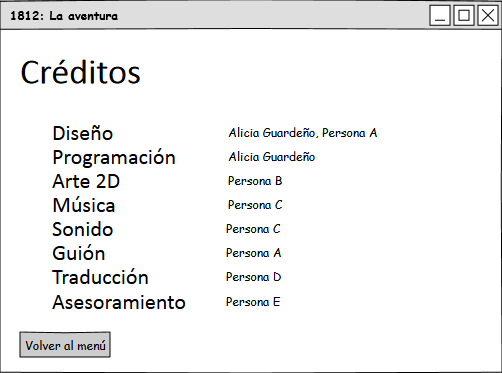 1812: La aventura
Créditos
Diseño Alicia Guardeño, Persona A
Programación Alicia Guardeño
Arte 2D Persona B
Música Persona C
Sonido Persona C
Guión Persona A
Traducción Persona D
Asesoramiento Persona E
Volver al menú